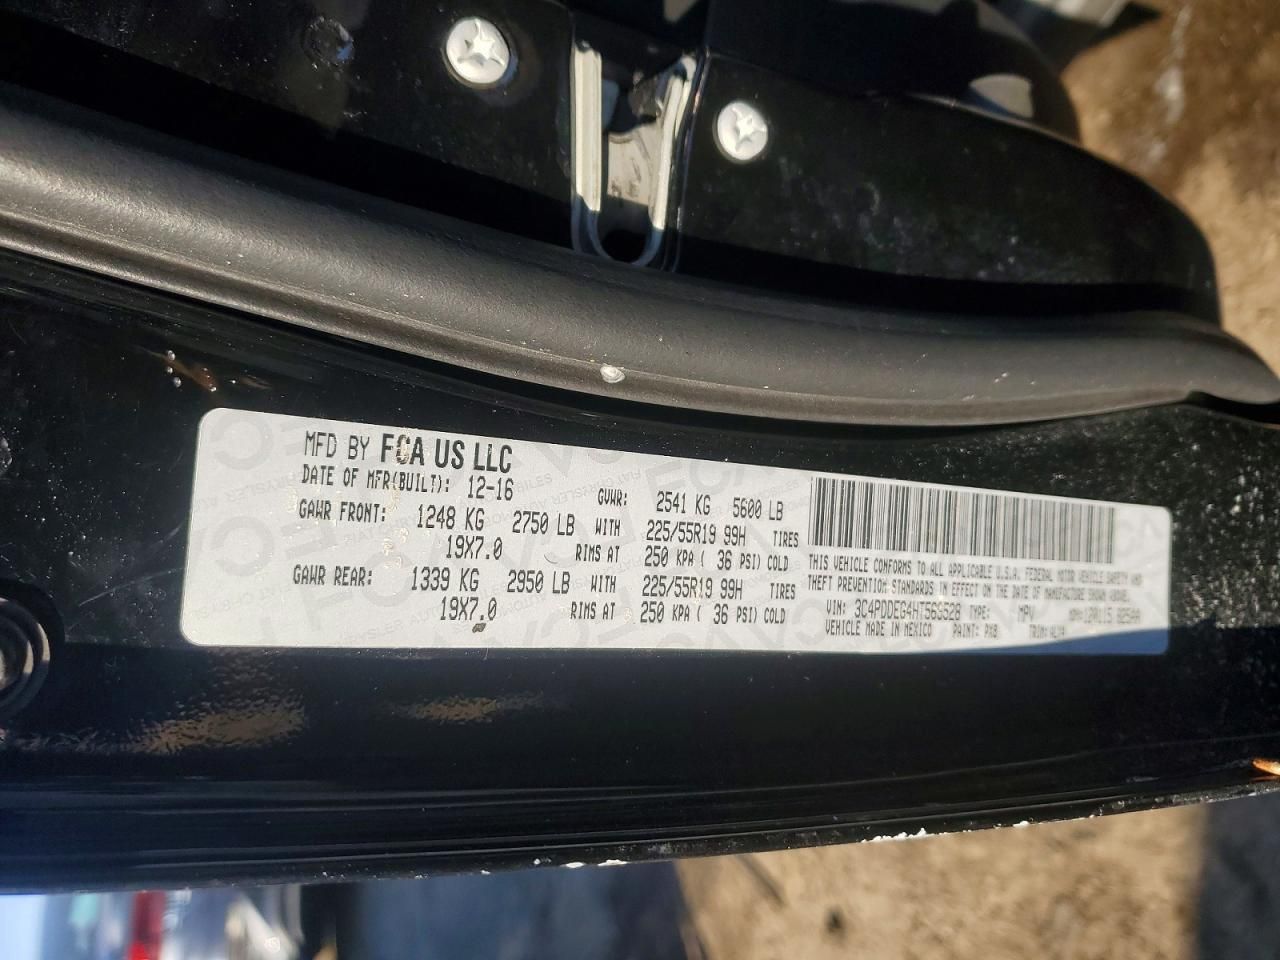 MFD BY FCA US LLC
DATE OF MFR(BUILT): 12-16 GVWR: 2541 KG 5600 LB
GAWR FRONT: 1248 KG 2750 LB WITH 225/55R19 99H TIRES
19X7.0 RIMS AT 250 KPA ( 36 PSI) COLD
GAWR REAR: 1339 KG 2950 LB WITH 225/55R19 99H TIRES
19X7.0 RIMS AT 250 KPA ( 36 PSI) COLD
THIS VEHICLE CONFORMS TO ALL APPLICABLE U.S.A. FEDERAL MOTOR VEHICLE SAFETY AND
THEFT PREVENTION STANDARDS IN EFFECT ON THE DATE OF MANUFACTURE SHOWN ABOVE.
VIN: 3C4PDDEG4HT569528 TYPE: MPV MDH:
VEHICLE MADE IN MEXICO PAINT: PX8 TRIM: